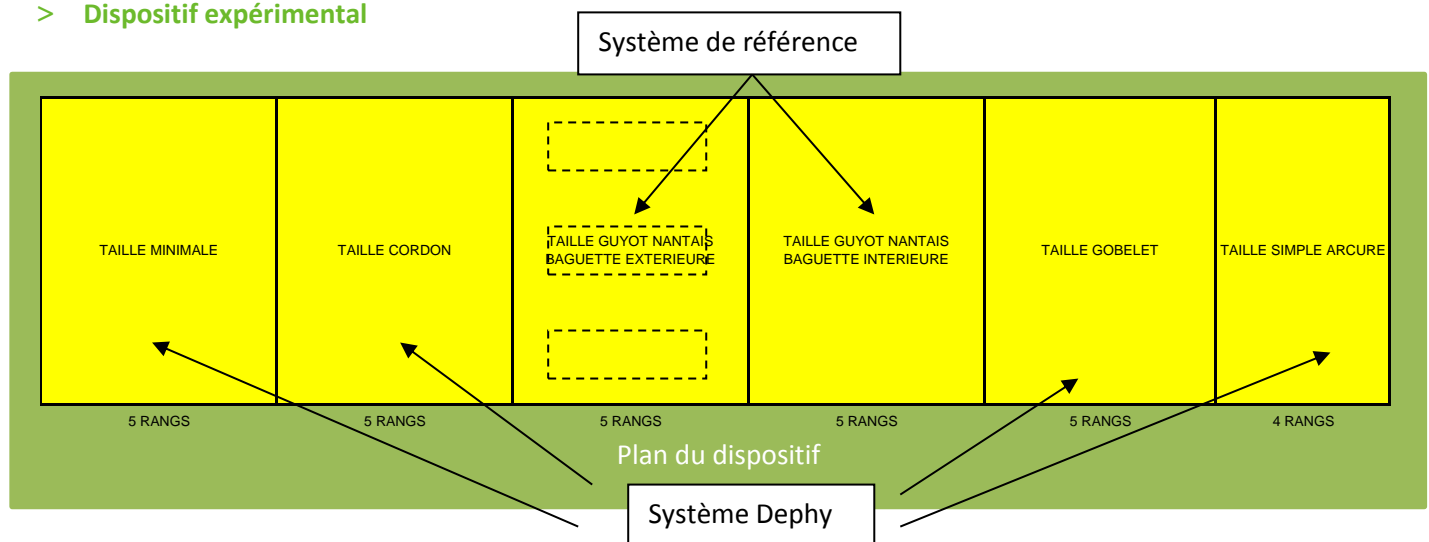 > Dispositif expérimental
Système de référence
TAILLE MINIMALE
TAILLE CORDON
TAILLE GUYOT NANTAIS
BAGUETTE EXTERIEURE
TAILLE GUYOT NANTAIS
BAGUETTE INTERIEURE
TAILLE GOBELET
TAILLE SIMPLE ARCURE
5 RANGS
5 RANGS
5 RANGS
5 RANGS
5 RANGS
4 RANGS
Plan du dispositif
Système Dephy